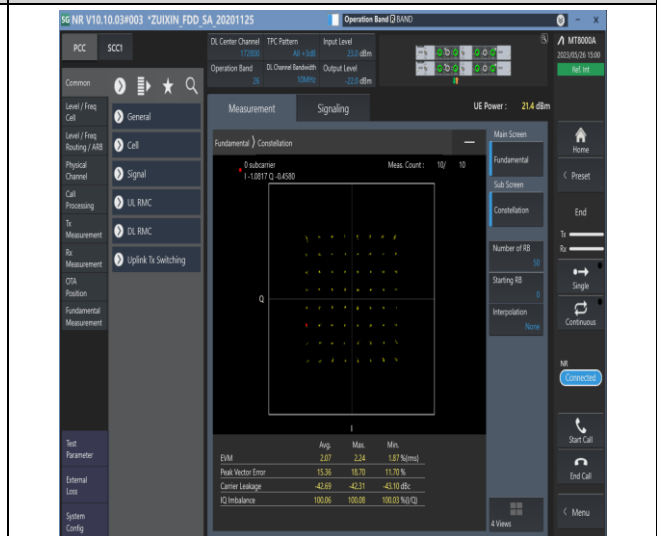 5G NR V10.10.03#003 *ZUIXIN_FDD_SA_20201125
Operation Band BAND
PCC
SCC1
DL Center Channel TPC Pattern Input Level
172800 All +3dB 23.0 dBm
Operation Band DL Channel Bandwidth Output Level
26 10MHz -22.0 dBm
MT8000A
2023/05/26 15:00
Ref. Int
Common
Level / Freq
Cell
Level / Freq
Routing / ARB
Physical
Channel
Call
Processing
Tx
Measurement
Rx
Measurement
OTA
Position
Fundamental
Measurement
Test
Parameter
External
Loss
System
Config
General
Cell
Signal
UL RMC
DL RMC
Uplink Tx Switching
Measurement
Signaling
UE Power : 21.4 dBm
Fundamental Constellation
0 subcarrier Meas. Count : 10/ 10
I -1.0817 Q -0.4580
Q
I
Avg. Max. Min.
EVM 2.07 2.24 1.87 %(rms)
Peak Vector Error 15.36 18.70 11.70 %
Carrier Leakage -42.69 -42.31 -43.10 dBc
IQ Imbalance 100.06 100.08 100.03 %(I/Q)
Main Screen
Fundamental
Sub Screen
Constellation
Number of RB
50
Starting RB
0
Interpolation
None
4 Views
Home
Preset
End
Tx
Rx
Single
Continuous
NR
Connected
Start Call
End Call
Menu